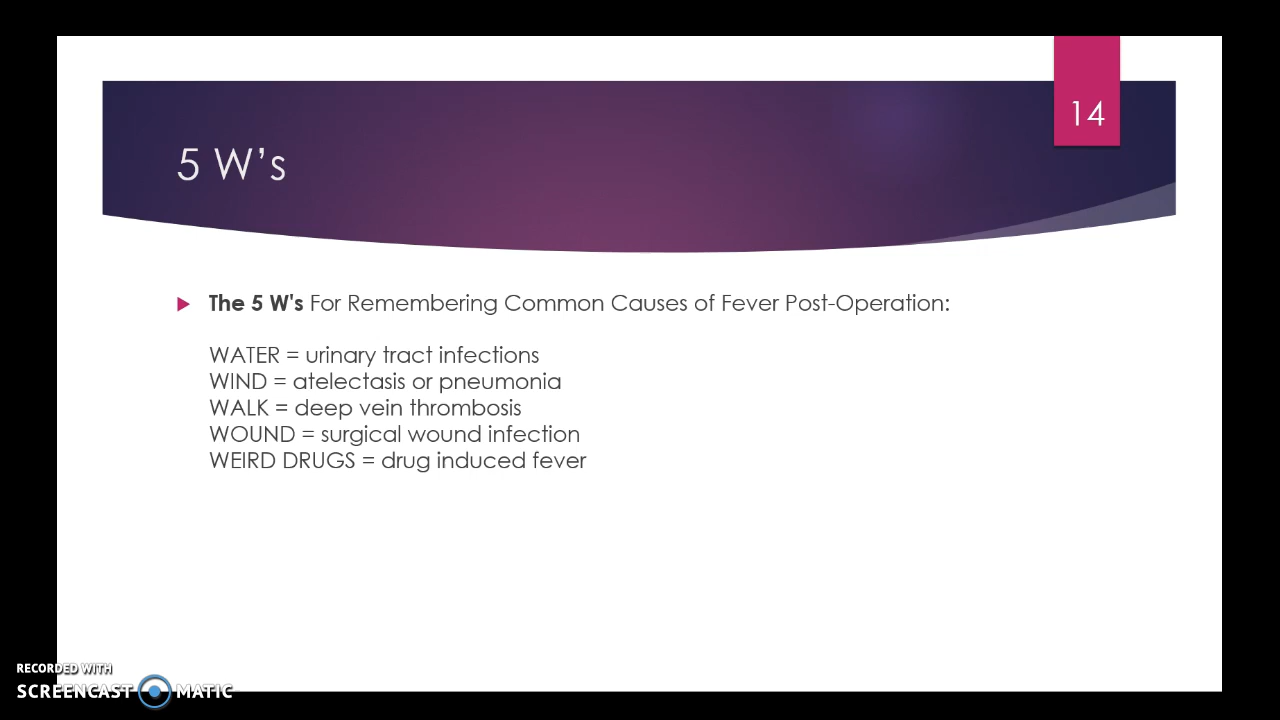 14
5 W’s
The 5 W's For Remembering Common Causes of Fever Post-Operation:
WATER = urinary tract infections
WIND = atelectasis or pneumonia
WALK = deep vein thrombosis
WOUND = surgical wound infection
WEIRD DRUGS = drug induced fever
RECORDED WITH
SCREENCAST MATIC